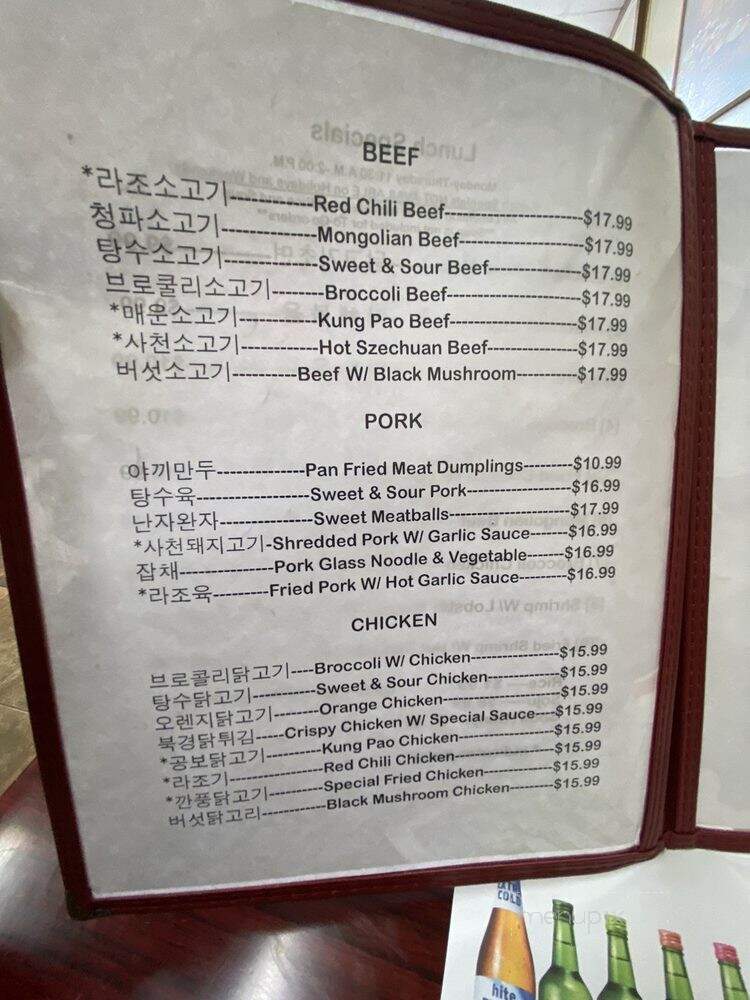 BEEF
*라조소고기------------Red Chili Beef--------------------$17.99
청파소고기--------------Mongolian Beef------------------$17.99
탕수소고기--------------Sweet & Sour Beef-------------$17.99
브로쿨리소고기--------Broccoli Beef--------------------$17.99
*매운소고기------------Kung Pao Beef-------------------$17.99
*사천소고기------------Hot Szechuan Beef-------------$17.99
버섯소고기----------Beef W/ Black Mushroom---------$17.99
PORK
야끼만두-------------Pan Fried Meat Dumplings--------$10.99
탕수육-----------------Sweet & Sour Pork----------------$16.99
난자완자--------------Sweet Meatballs------------------$17.99
*사천돼지고기-Shredded Pork W/ Garlic Sauce------$16.99
잡채--------------Pork Glass Noodle & Vegetable------$16.99
*라조육---------Fried Pork W/ Hot Garlic Sauce--------$16.99
CHICKEN
브로콜리닭고기----Broccoli W/ Chicken---------------$15.99
탕수닭고기----------Sweet & Sour Chicken-------------$15.99
오렌지닭고기--------Orange Chicken------------------$15.99
북경닭튀김-----Crispy Chicken W/ Special Sauce----$15.99
*공보닭고기-------------Kung Pao Chicken---------------$15.99
*라조기------------------Red Chili Chicken----------------$15.99
*깐풍닭고기------------Special Fried Chicken-----------$15.99
버섯닭고리------------Black Mushroom Chicken--------$15.99
COLD
menupix
hite